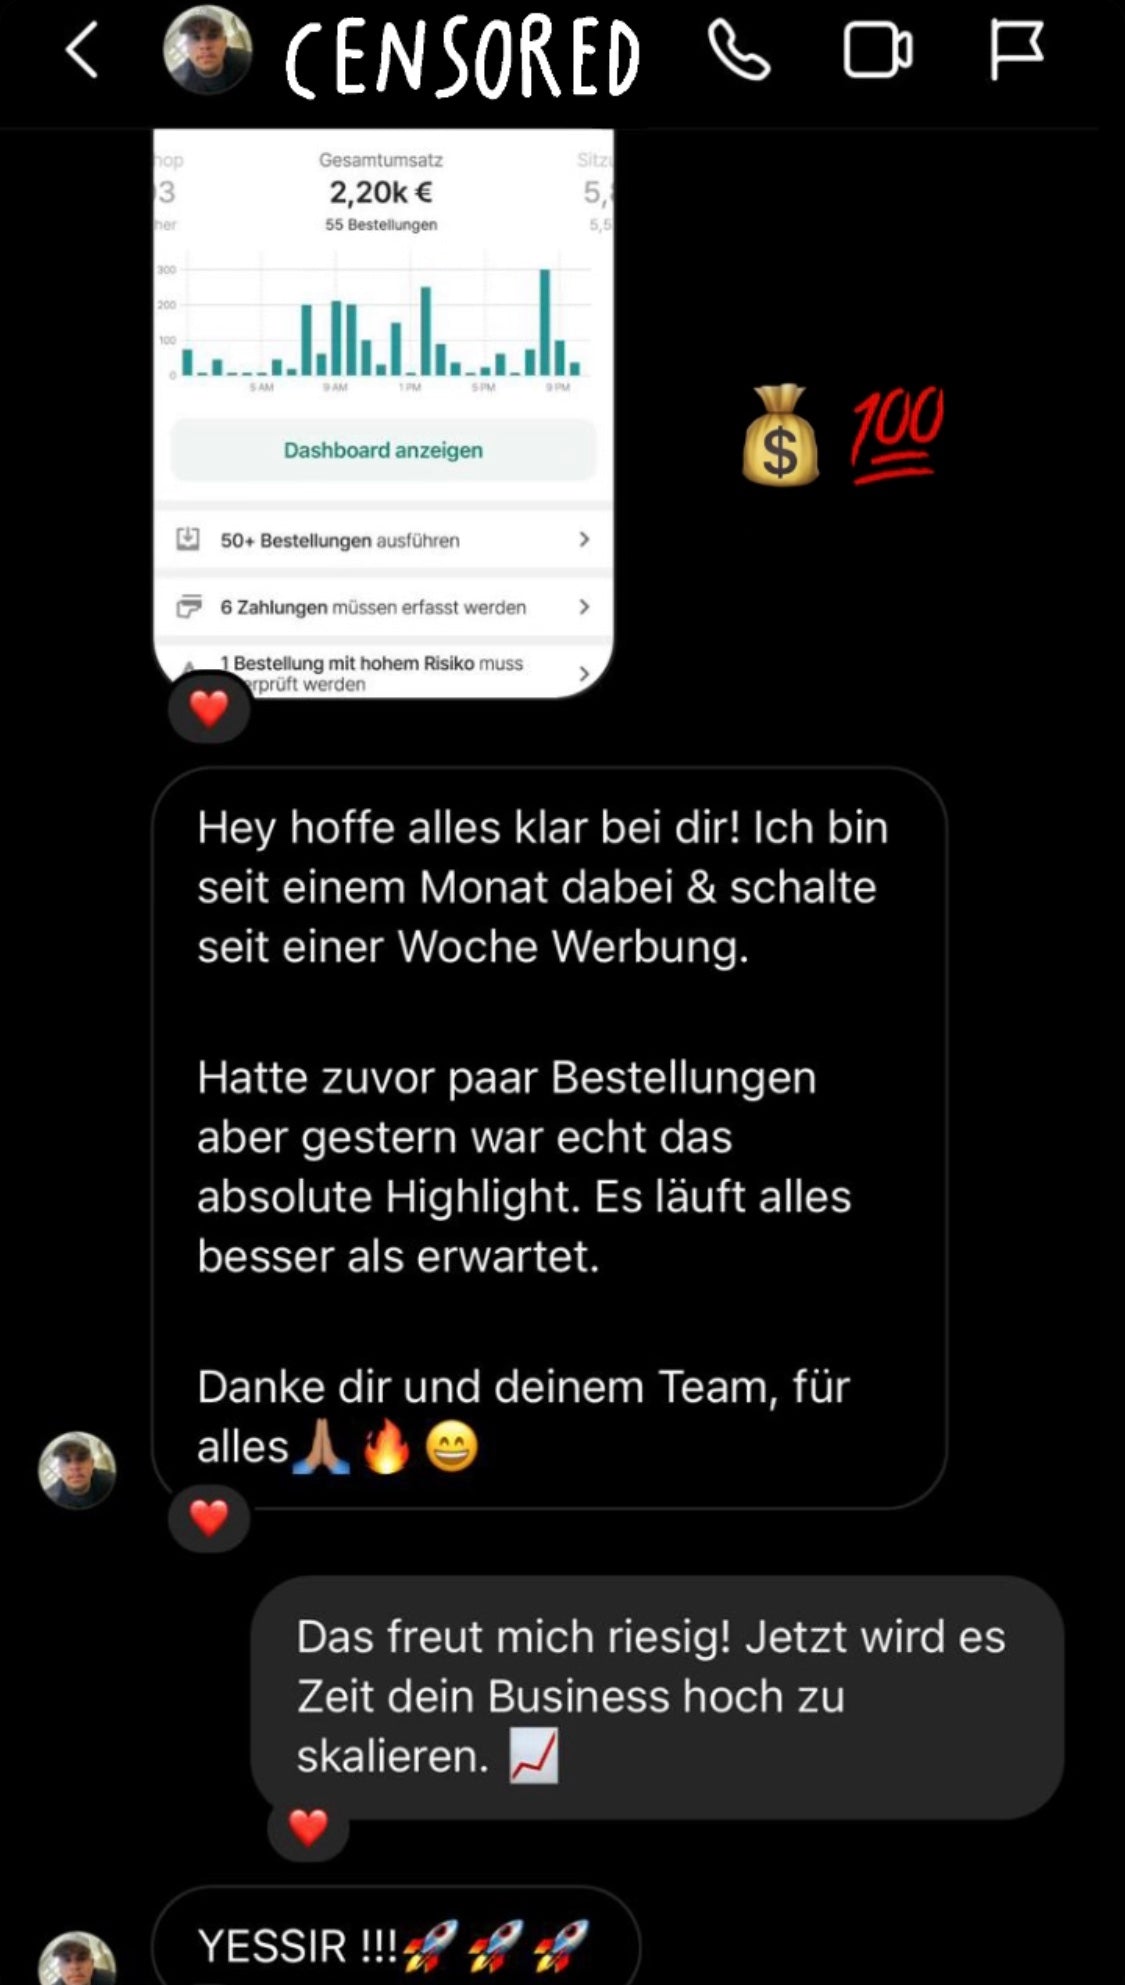 CENSORED
hop Gesamtumsatz Sitzu
93 2,20k € 5,
her 55 Bestellungen 5,5
300
200
100
0
5 AM 9 AM 1 PM 5 PM 9 PM
$ 100
Dashboard anzeigen
50+ Bestellungen ausführen
6 Zahlungen müssen erfasst werden
1 Bestellung mit hohem Risiko muss
erprüft werden
Hey hoffe alles klar bei dir! Ich bin
seit einem Monat dabei & schalte
seit einer Woche Werbung.
Hatte zuvor paar Bestellungen
aber gestern war echt das
absolute Highlight. Es läuft alles
besser als erwartet.
Danke dir und deinem Team, für
alles🙏🏽🔥😄
Das freut mich riesig! Jetzt wird es
Zeit dein Business hoch zu
skalieren. 📈
YESSIR !!!🚀🚀🚀